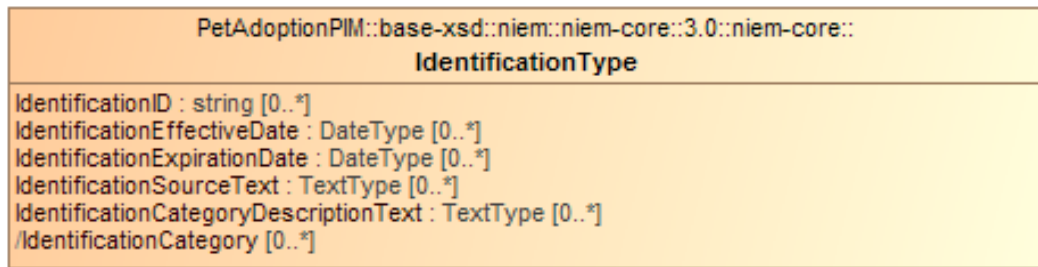 PetAdoptionPIM::base-xsd::niem::niem-core::3.0::niem-core::
IdentificationType
IdentificationID : string [0..*]
IdentificationEffectiveDate : DateType [0..*]
IdentificationExpirationDate : DateType [0..*]
IdentificationSourceText : TextType [0..*]
IdentificationCategoryDescriptionText : TextType [0..*]
/IdentificationCategory [0..*]